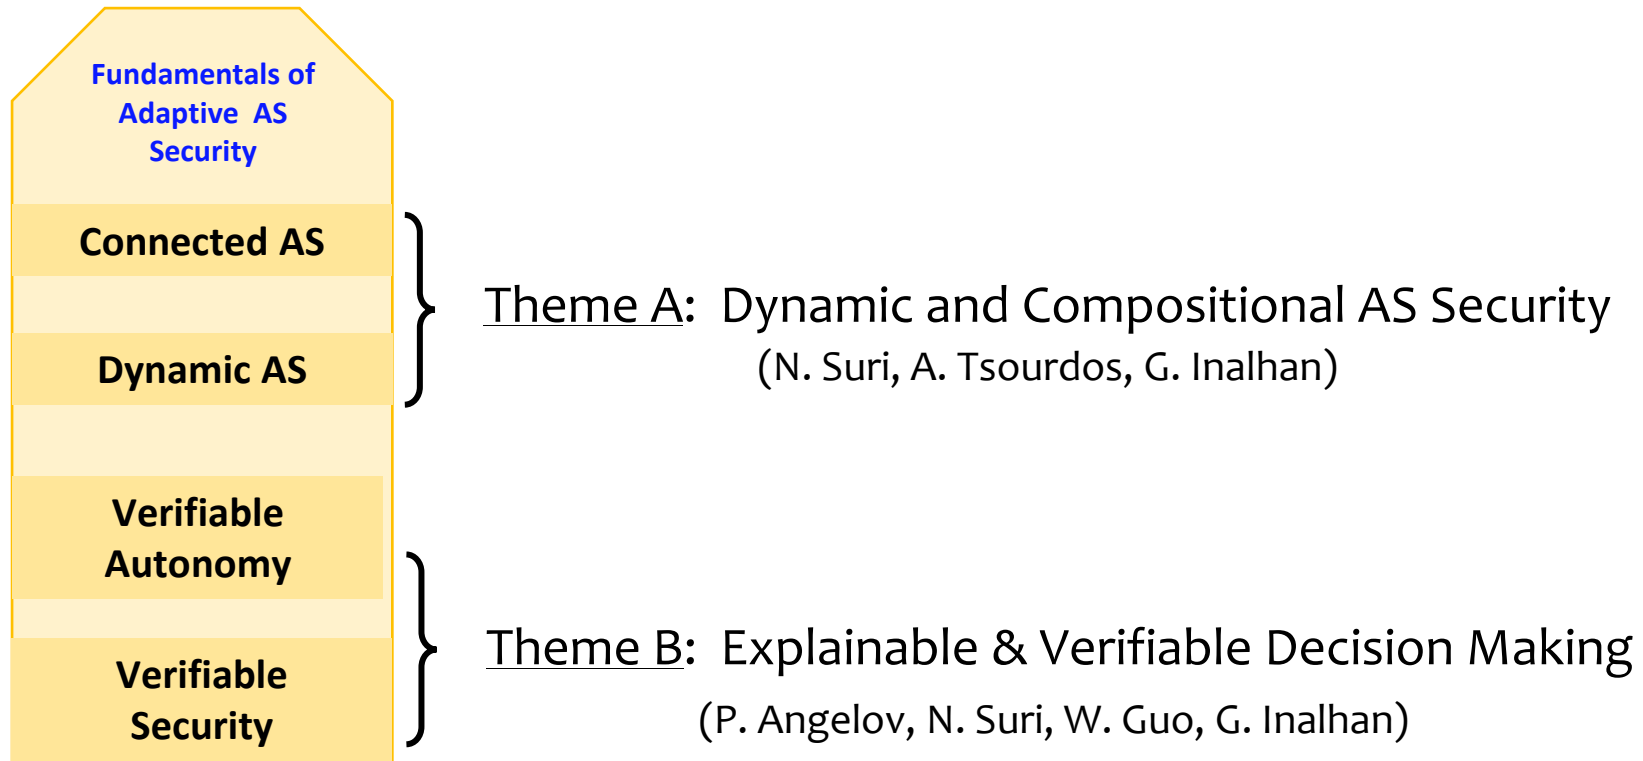 Fundamentals of
Adaptive AS
Security
Connected AS
Dynamic AS
Verifiable
Autonomy
Verifiable
Security
Theme A: Dynamic and Compositional AS Security
(N. Suri, A. Tsourdos, G. Inalhan)
Theme B: Explainable & Verifiable Decision Making
(P. Angelov, N. Suri, W. Guo, G. Inalhan)